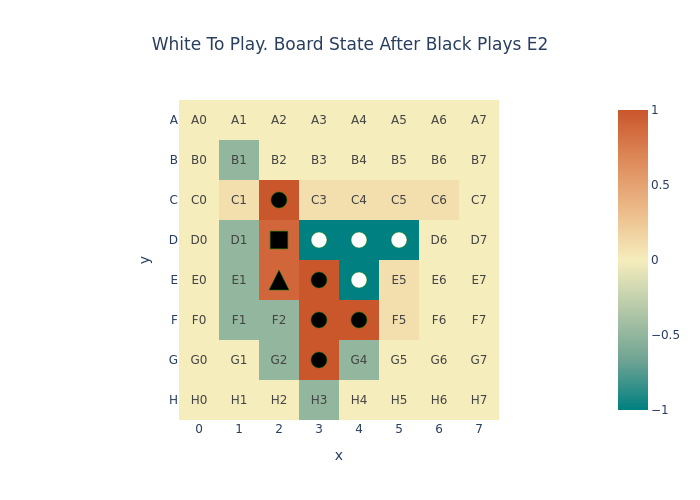 White To Play. Board State After Black Plays E2
A A0 A1 A2 A3 A4 A5 A6 A7
B B0 B1 B2 B3 B4 B5 B6 B7
C C0 C1 C3 C4 C5 C6 C7
D D0 D1 D6 D7
E E0 E1 E5 E6 E7
F F0 F1 F2 F5 F6 F7
G G0 G1 G2 G4 G5 G6 G7
H H0 H1 H2 H3 H4 H5 H6 H7
0 1 2 3 4 5 6 7
x
y
1
0.5
0
−0.5
−1